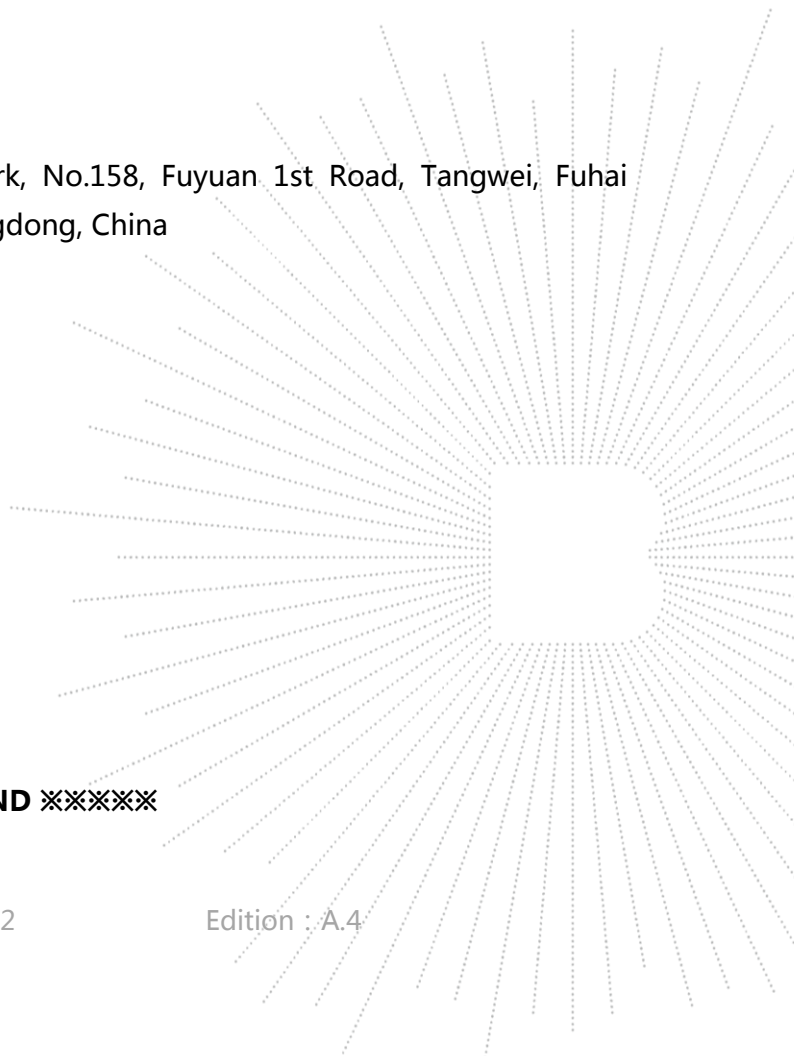 rk, No.158, Fuyuan 1st Road, Tangwei, Fuhai
gdong, China
ND ※※※※※
2 Edition：A.4